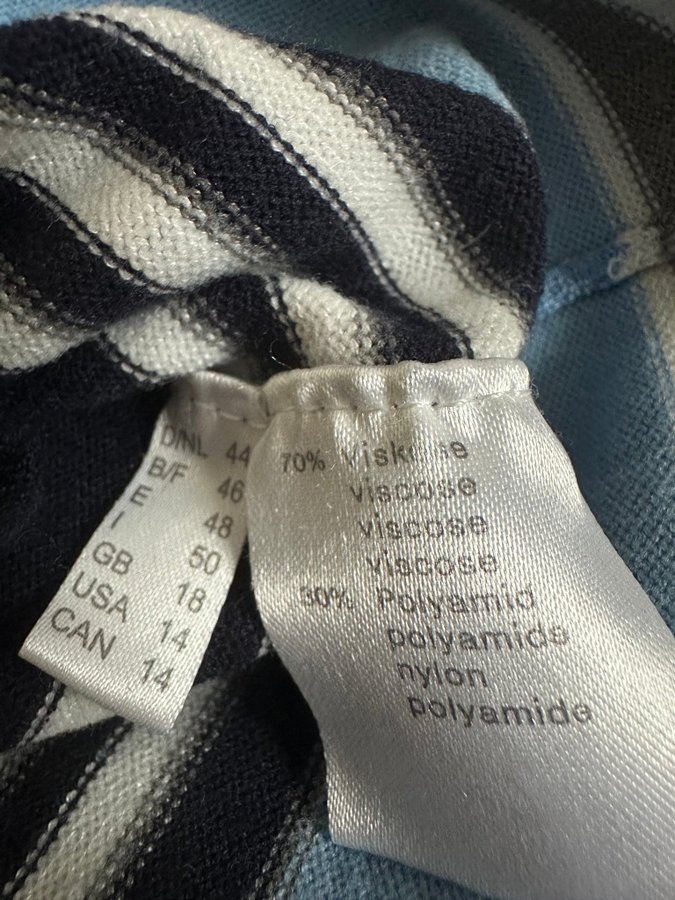 D/NL 44
B/F 46
E 48
I 50
GB 18
USA 14
CAN 14
70% Viskose
viscose
viscose
viscose
30% Polyamid
polyamide
nylon
polyamide